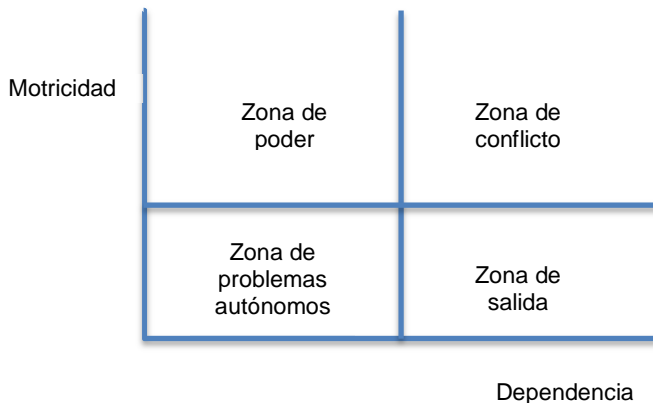 Motricidad
Zona de
poder
Zona de
conflicto
Zona de
problemas
autónomos
Zona de
salida
Dependencia